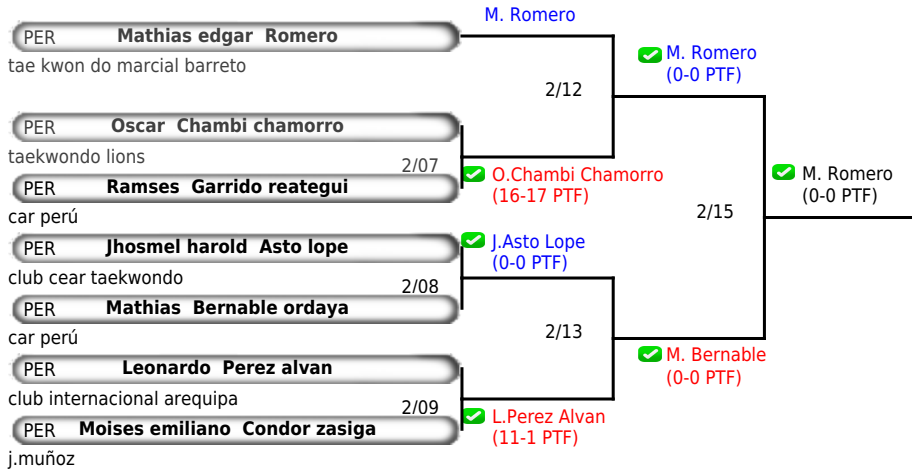 M. Romero
PER Mathias edgar Romero
tae kwon do marcial barreto
M. Romero
(0-0 PTF)
2/12
PER Oscar Chambi chamorro
taekwondo lions
2/07
O.Chambi Chamorro
(16-17 PTF)
M. Romero
(0-0 PTF)
PER Ramses Garrido reategui
car perú
2/15
PER Jhosmel harold Asto lope
J.Asto Lope
(0-0 PTF)
club cear taekwondo
2/08
PER Mathias Bernable ordaya
car perú
2/13
M. Bernable
(0-0 PTF)
PER Leonardo Perez alvan
club internacional arequipa
2/09
L.Perez Alvan
(11-1 PTF)
PER Moises emiliano Condor zasiga
j.muñoz